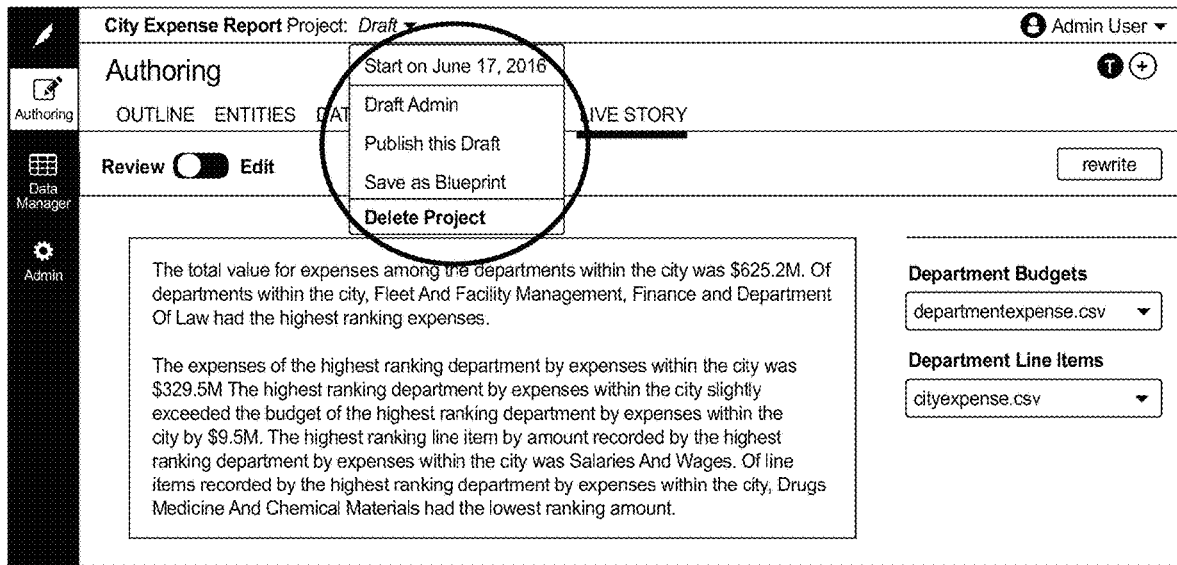 City Expense Report Project: Draft
Admin User
Authoring
Start on June 17, 2016
T
Authoring
OUTLINE ENTITIES DAT
Draft Admin
LIVE STORY
Publish this Draft
Review Edit
rewrite
Save as Blueprint
Data
Manager
Delete Project
Admin
The total value for expenses among the departments within the city was $625.2M. Of
departments within the city, Fleet And Facility Management, Finance and Department
Of Law had the highest ranking expenses.
The expenses of the highest ranking department by expenses within the city was
$329.5M The highest ranking department by expenses within the city slightly
exceeded the budget of the highest ranking department by expenses within the
city by $9.5M. The highest ranking line item by amount recorded by the highest
ranking department by expenses within the city was Salaries And Wages. Of line
items recorded by the highest ranking department by expenses within the city, Drugs
Medicine And Chemical Materials had the lowest ranking amount.
Department Budgets
departmentexpense.csv
Department Line Items
cityexpense.csv